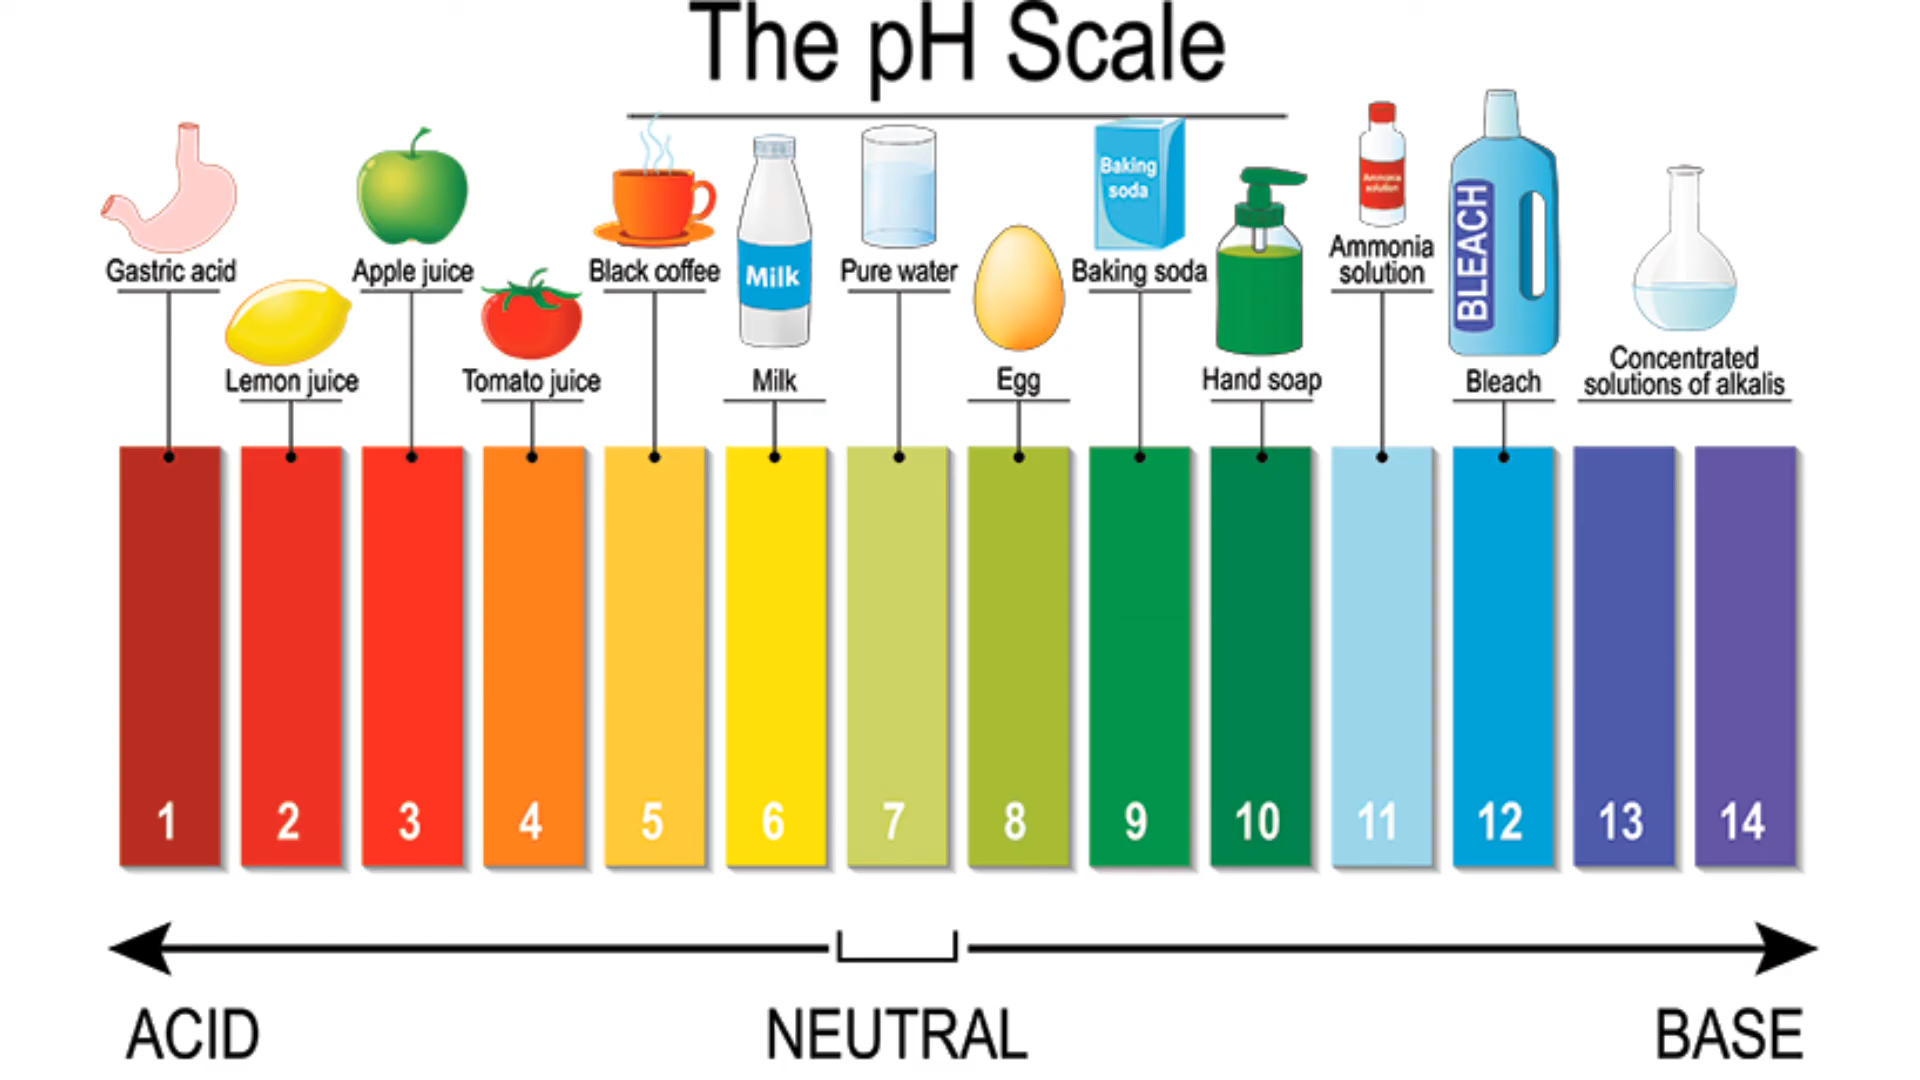 The pH Scale
Gastric acid
Lemon juice
Apple juice
Tomato juice
Black coffee
Milk
Milk
Pure water
Egg
Baking
soda
Baking soda
Hand soap
Ammonia
solution
Ammonia
solution
BLEACH
Bleach
Concentrated
solutions of alkalis
1 2 3 4 5 6 7 8 9 10 11 12 13 14
ACID NEUTRAL BASE